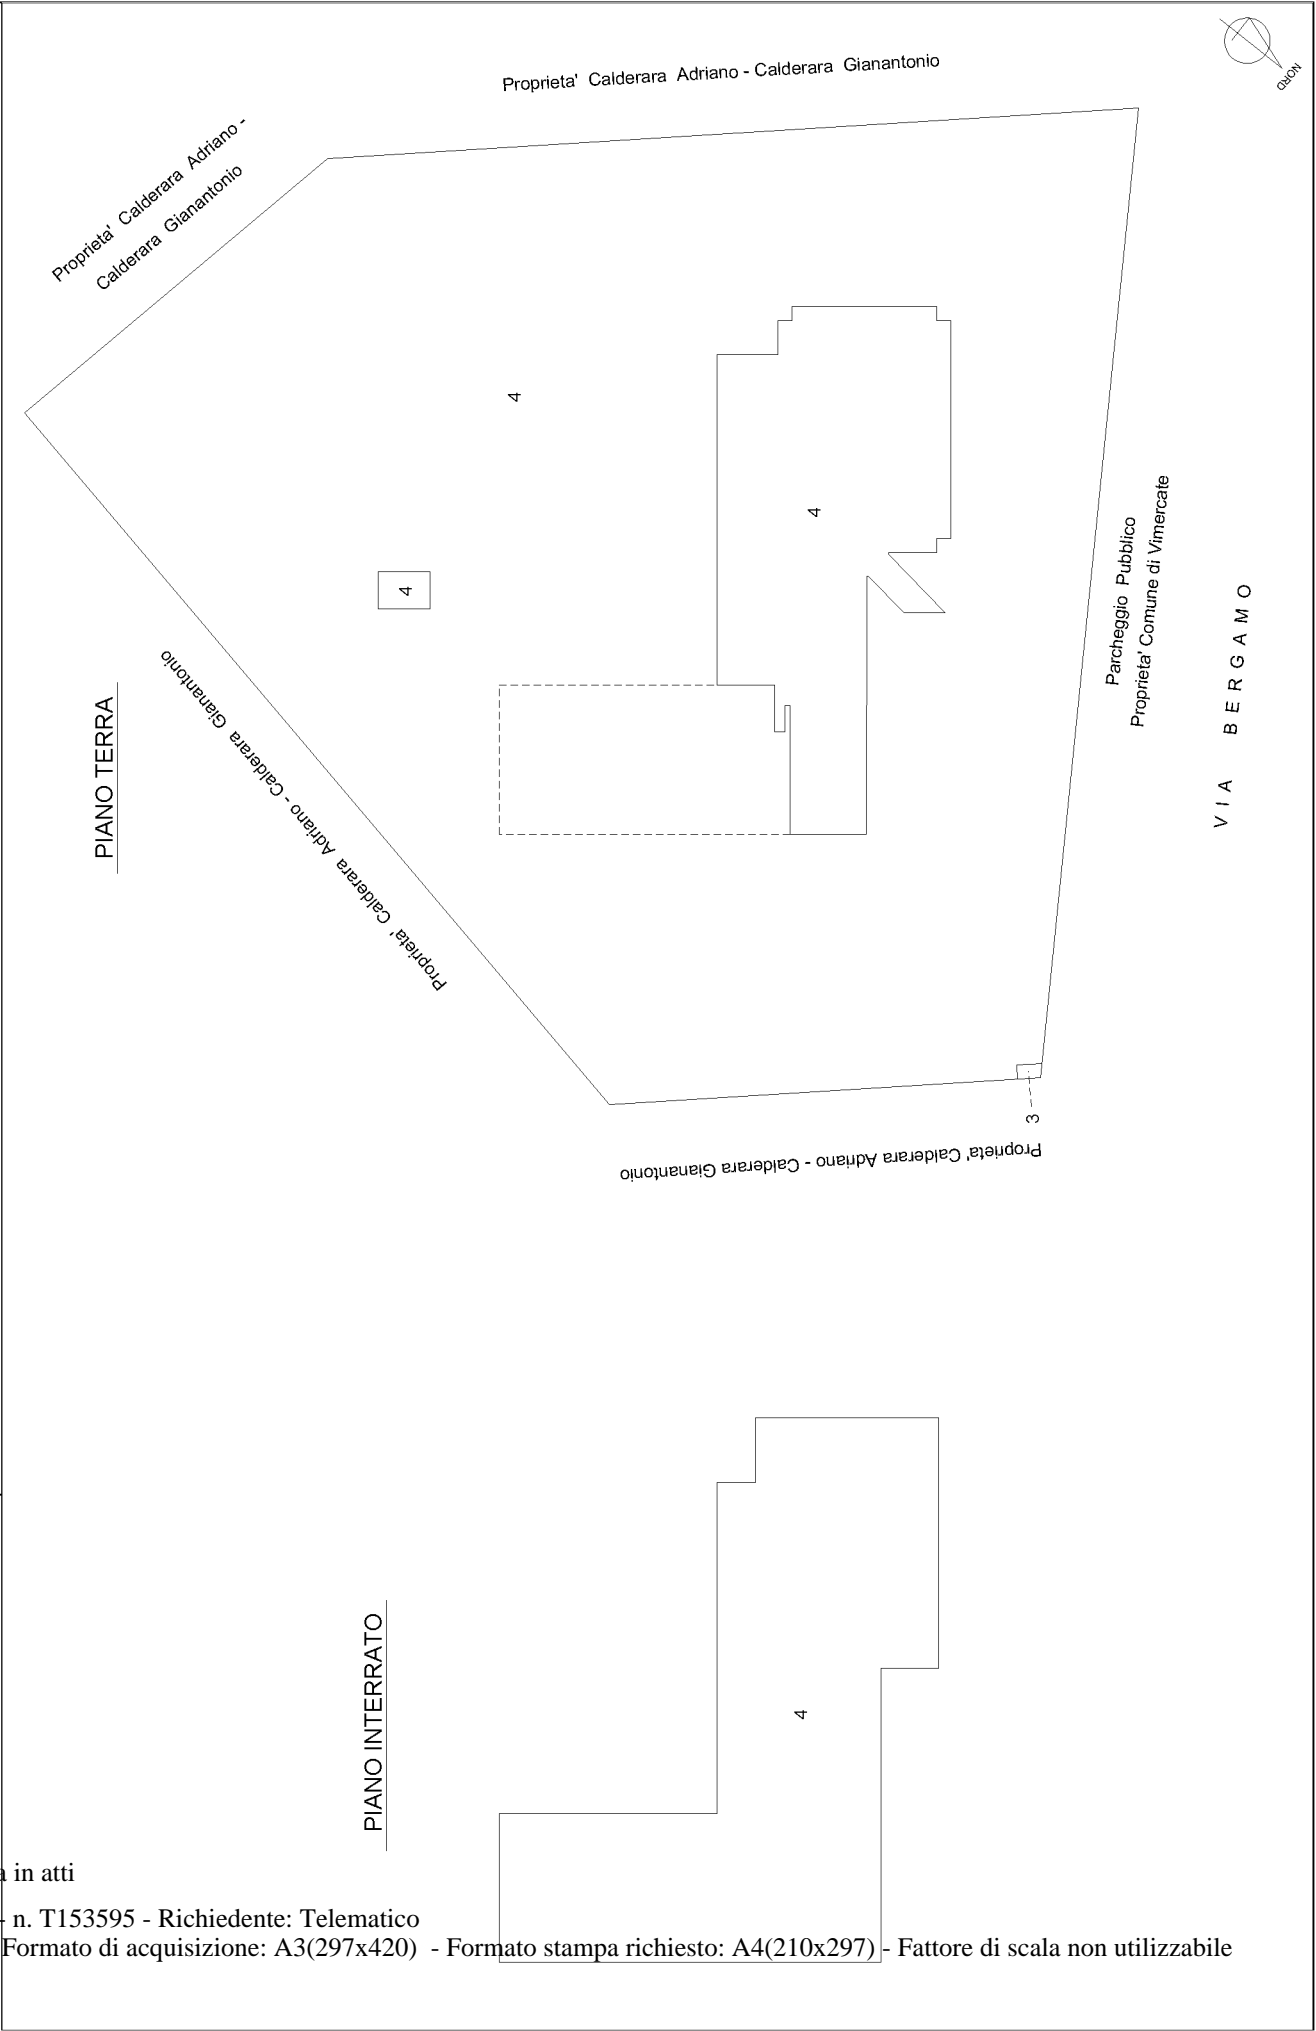 NORD
Proprieta' Calderara Adriano - Calderara Gianantonio
Proprieta' Calderara Adriano -
Calderara Gianantonio
4
4
4
PIANO TERRA
Proprieta' Calderara Adriano - Calderara Gianantonio
Parcheggio Pubblico
Proprieta' Comune di Vimercate
VIA BERGAMO
3
Proprieta' Calderara Adriano - Calderara Gianantonio
PIANO INTERRATO
4
in atti
n. T153595 - Richiedente: Telematico
Formato di acquisizione: A3(297x420) - Formato stampa richiesto: A4(210x297) - Fattore di scala non utilizzabile